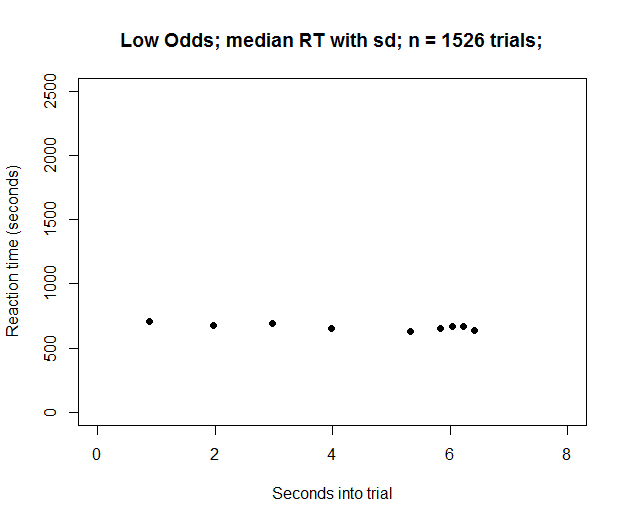 Low Odds; median RT with sd; n = 1526 trials;
Reaction time (seconds)
2500
2000
1500
1000
500
0
0 2 4 6 8
Seconds into trial